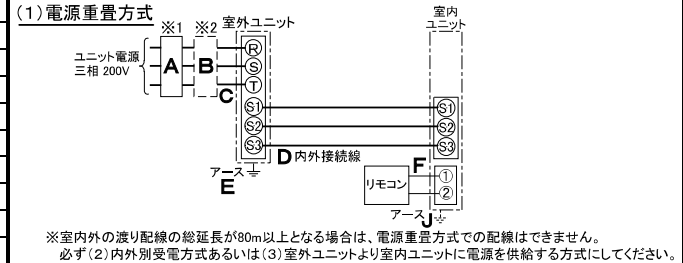 (1)電源重畳方式
※1 ※2 室外ユニット
室内
ユニット
ユニット電源
三相 200V
A
B
C
R
S
T
S1
S2
S3
S1
S2
S3
D 内外接続線
アース
E
リモコン
F
①
②
アース J
※室内外の渡り配線の総延長が80m以上となる場合は、電源重畳方式での配線はできません。
必ず(2)内外別受電方式あるいは(3)室外ユニットより室内ユニットに電源を供給する方式にしてください。